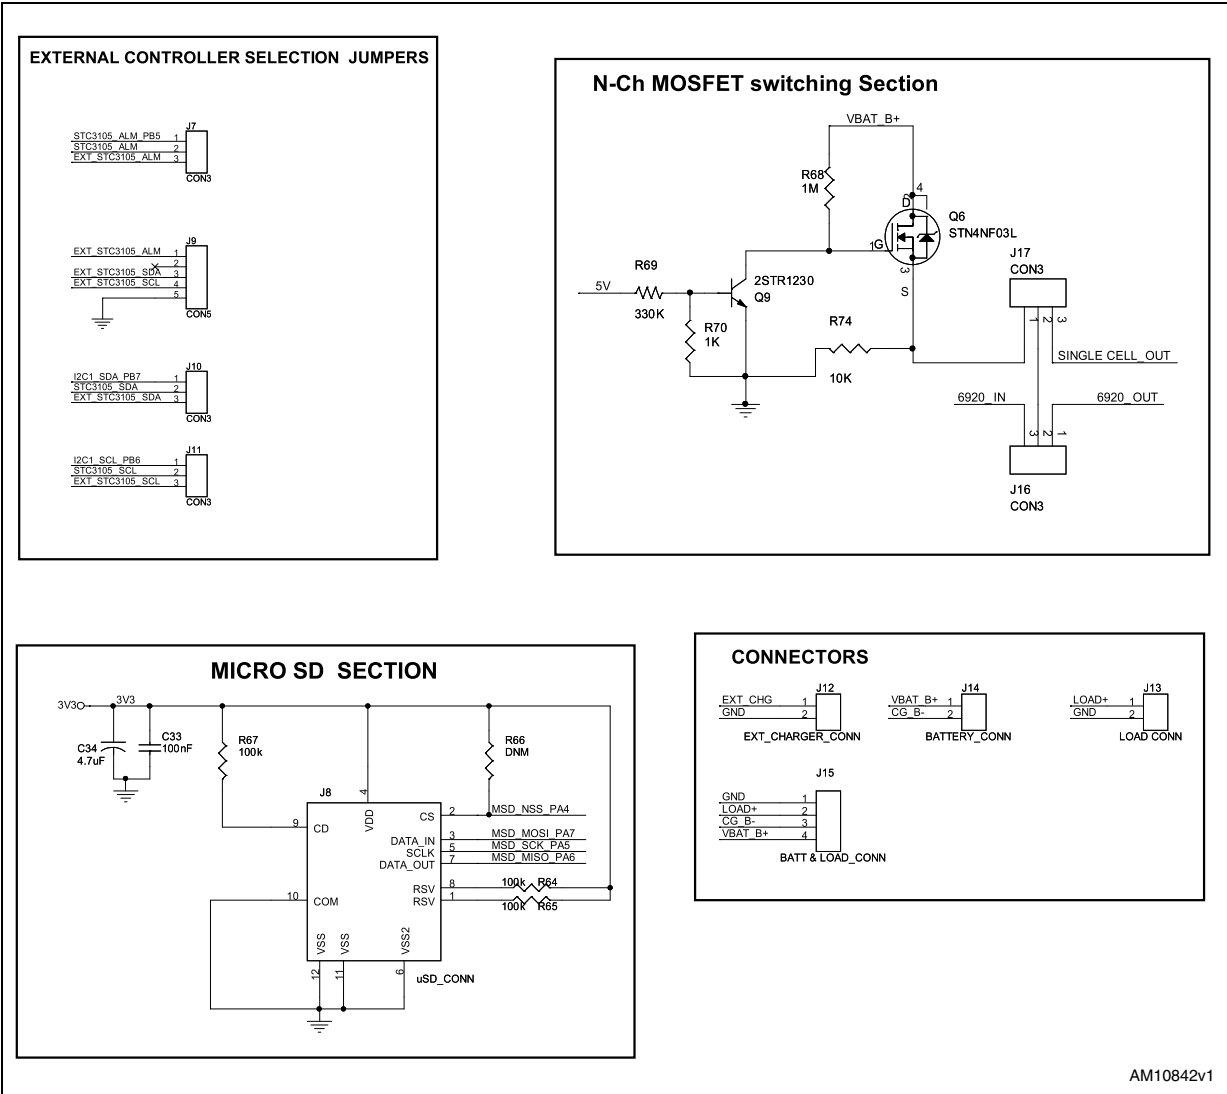 EXTERNAL CONTROLLER SELECTION JUMPERS
J7
STC3105_ALM_PB5 1
STC3105_ALM 2
EXT_STC3105_ALM 3
CON3
J9
EXT_STC3105_ALM 1
2
EXT_STC3105_SDA 3
EXT_STC3105_SCL 4
5
CON5
J10
I2C1_SDA_PB7 1
STC3105_SDA 2
EXT_STC3105_SDA 3
CON3
J11
I2C1_SCL_PB6 1
STC3105_SCL 2
EXT_STC3105_SCL 3
CON3
N-Ch MOSFET switching Section
VBAT_B+
R68
1M
4
2
D
Q6
STN4NF03L
1 G
3
S
R69
5V
330K
2STR1230
Q9
R70
1K
R74
10K
J17
CON3
1 2 3
SINGLE CELL_OUT
6920_IN
6920_OUT
3 2 1
J16
CON3
MICRO SD SECTION
3V3
3V3
C34
4.7uF
C33
100nF
R67
100k
R66
DNM
J8
4
VDD
9 CD
CS 2 MSD_NSS_PA4
DATA_IN 3 MSD_MOSI_PA7
SCLK 5 MSD_SCK_PA5
DATA_OUT 7 MSD_MISO_PA6
RSV 8 100k R64
RSV 1 100k R65
10 COM
VSS VSS VSS2
12 11 6
uSD_CONN
CONNECTORS
J12
EXT_CHG 1
GND 2
EXT_CHARGER_CONN
J14
VBAT_B+ 1
CG_B- 2
BATTERY_CONN
J13
LOAD+ 1
GND 2
LOAD CONN
J15
GND 1
LOAD+ 2
CG_B- 3
VBAT_B+ 4
BATT & LOAD_CONN
AM10842v1